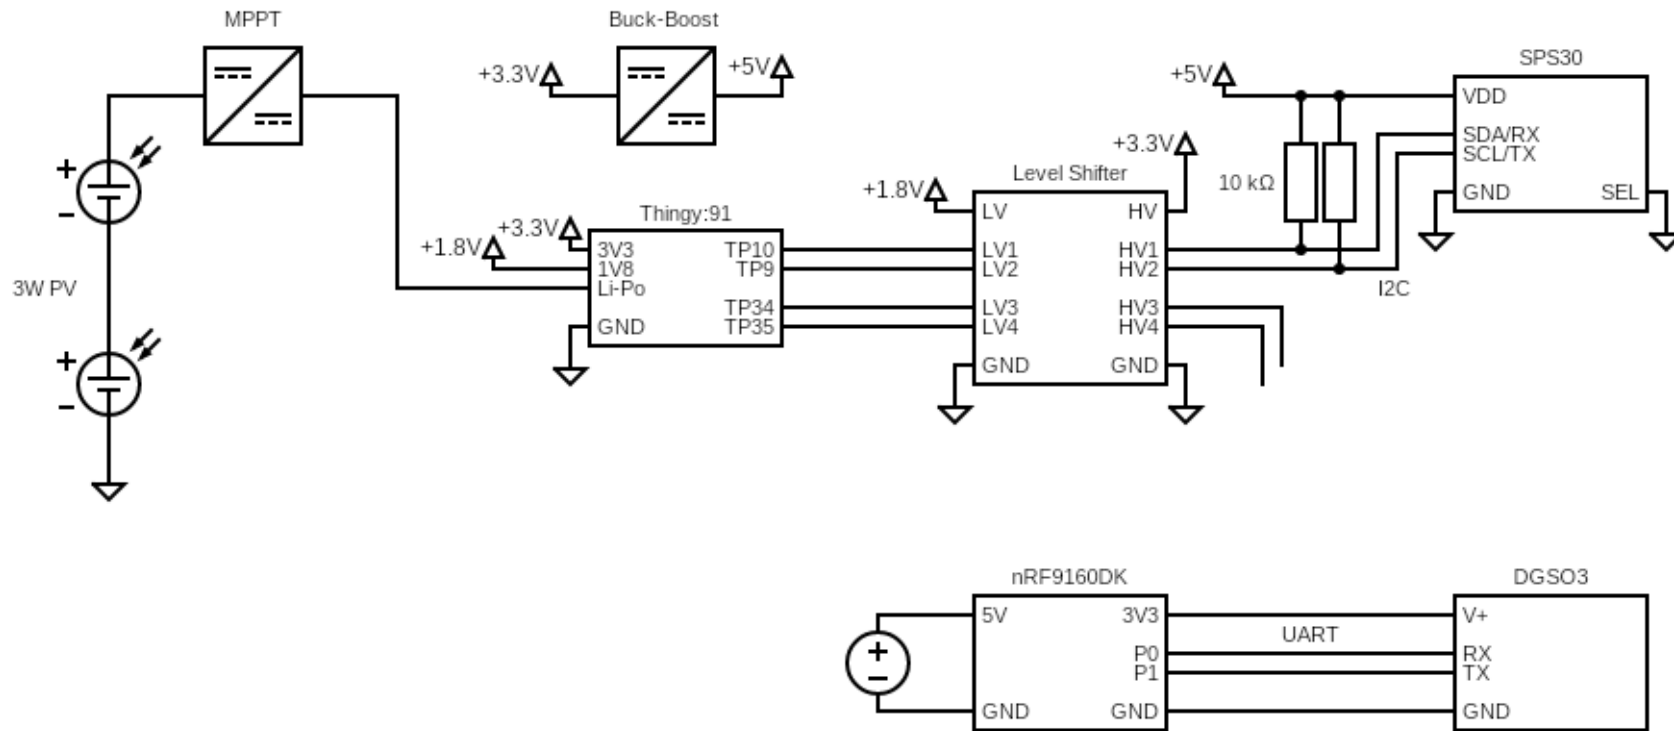 MPPT
Buck-Boost
+3.3V
+5V
+5V
SPS30
VDD
SDA/RX
SCL/TX
GND
SEL
+
−
+3.3V
Level Shifter
10 kΩ
+1.8V
LV
HV
LV1
HV1
LV2
HV2
LV3
HV3
LV4
HV4
GND
GND
I2C
Thingy:91
+3.3V
+1.8V
3V3
TP10
1V8
TP9
Li-Po
TP34
GND
TP35
3W PV
+
−
nRF9160DK
DGSO3
5V
3V3
V+
UART
+
−
P0
RX
P1
TX
GND
GND
GND